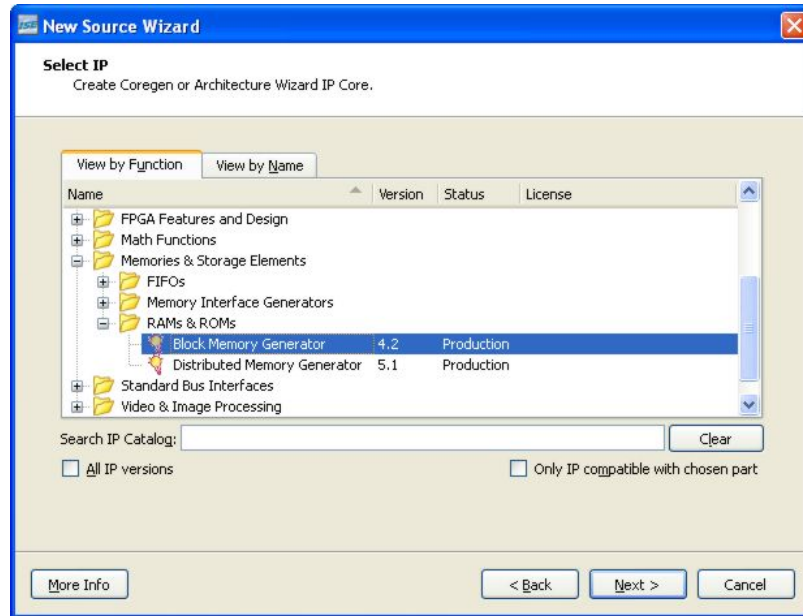 ISE New Source Wizard
Select IP
Create Coregen or Architecture Wizard IP Core.
View by Function View by Name
Name Version Status License
FPGA Features and Design
Math Functions
Memories & Storage Elements
FIFOs
Memory Interface Generators
RAMs & ROMs
Block Memory Generator 4.2 Production
Distributed Memory Generator 5.1 Production
Standard Bus Interfaces
Video & Image Processing
Search IP Catalog: Clear
All IP versions Only IP compatible with chosen part
More Info < Back Next > Cancel